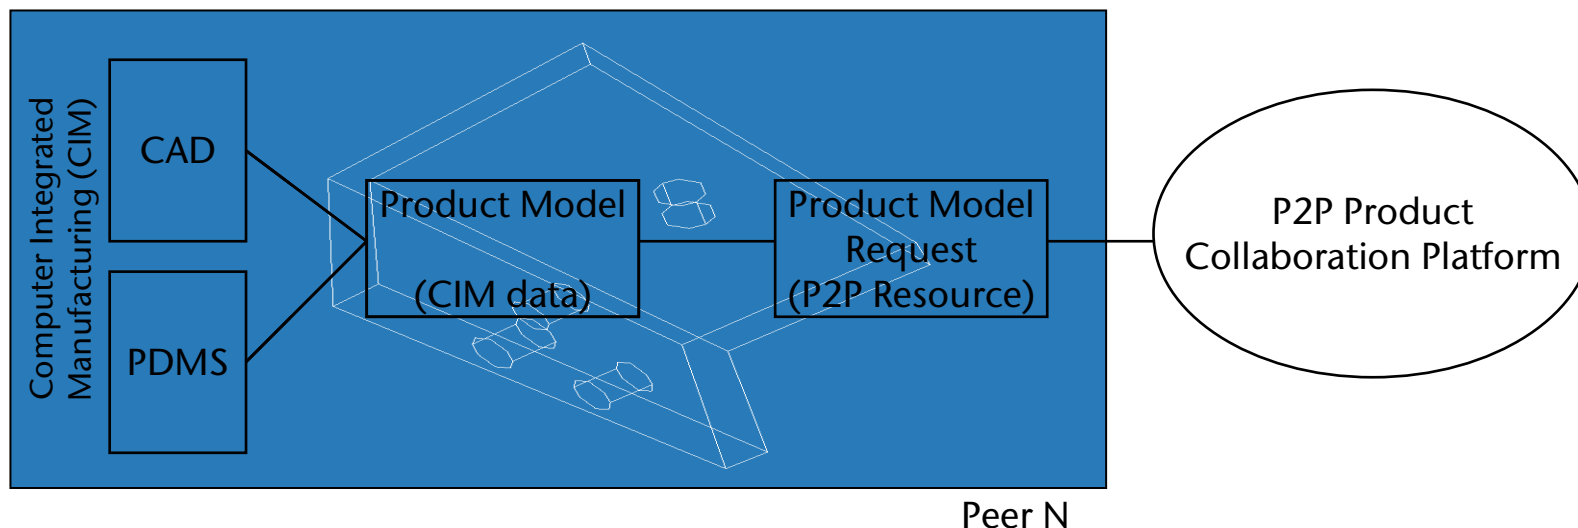 Computer Integrated
Manufacturing (CIM)
CAD
PDMS
Product Model
(CIM data)
Product Model
Request
(P2P Resource)
P2P Product
Collaboration Platform
Peer N